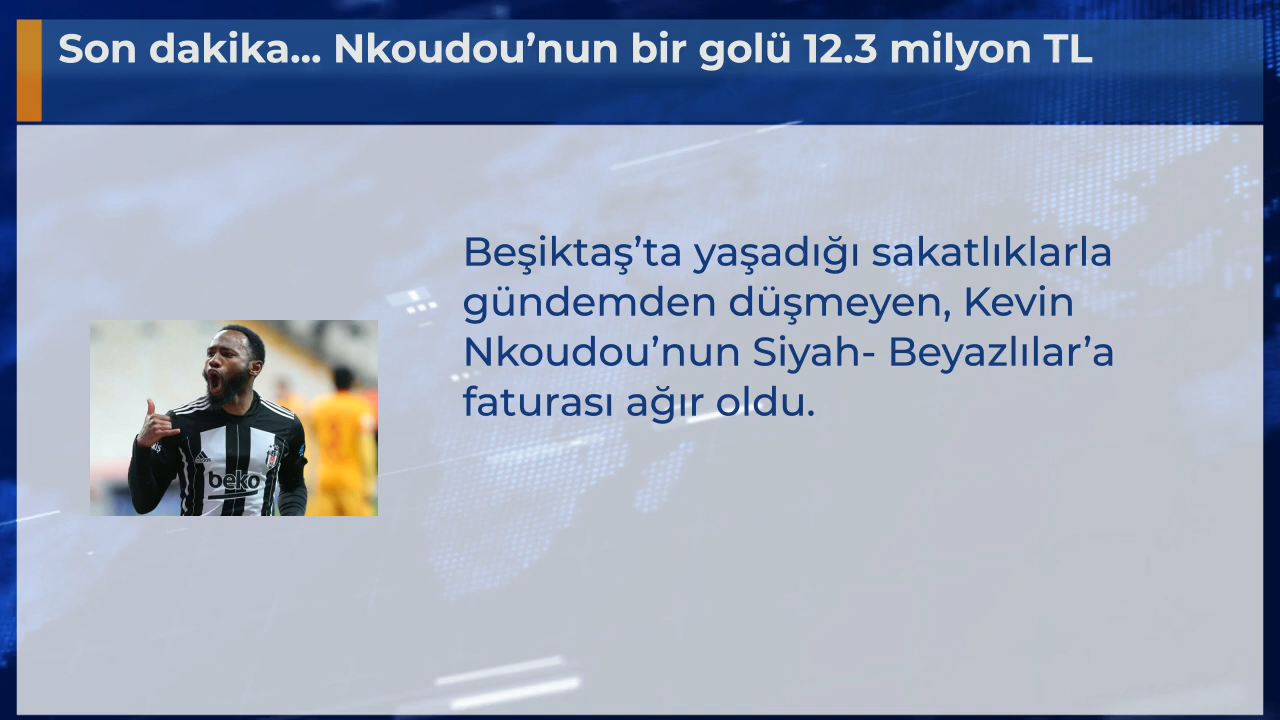 Son dakika... Nkoudou’nun bir golü 12.3 milyon TL
Beşiktaş’ta yaşadığı sakatlıklarla
gündemden düşmeyen, Kevin
Nkoudou’nun Siyah- Beyazlılar’a
faturası ağır oldu.
beko